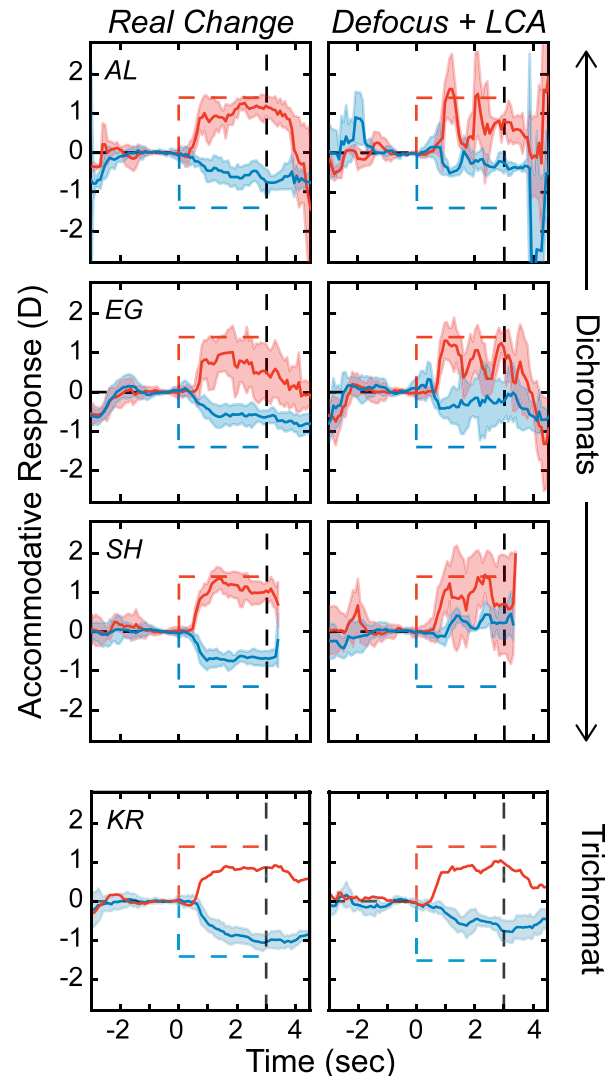 Real Change
Defocus + LCA
AL
2
1
0
-1
-2
EG
2
1
0
-1
-2
SH
2
1
0
-1
-2
KR
2
1
0
-1
-2
-2 0 2 4
-2 0 2 4
Time (sec)
Accommodative Response (D)
Dichromats
Trichromat